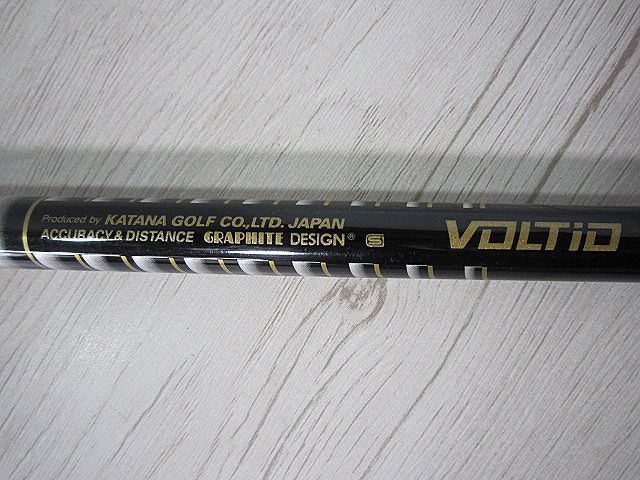 Produced by KATANA GOLF CO.,LTD. JAPAN
ACCURACY & DISTANCE GRAPHITE DESIGN® S
VOLTiO